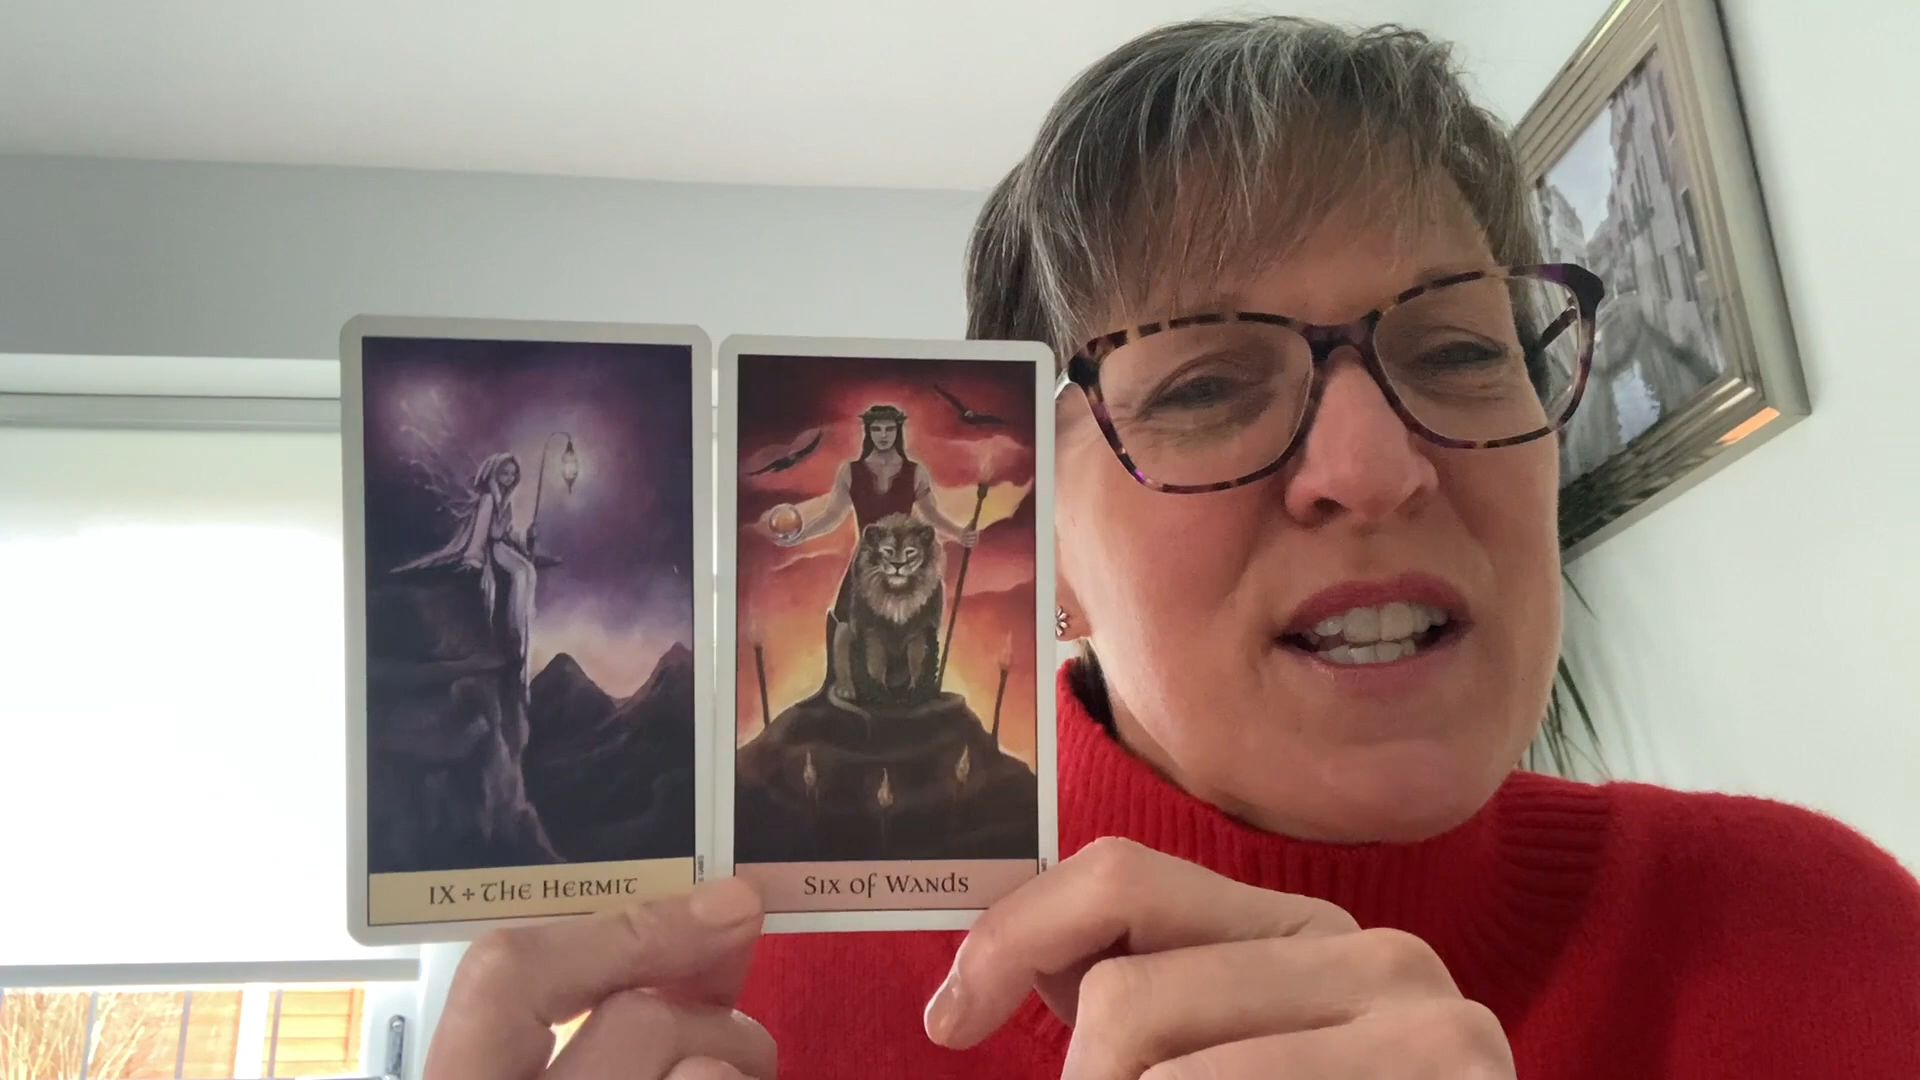 IX + The Hermit
Six of Wands